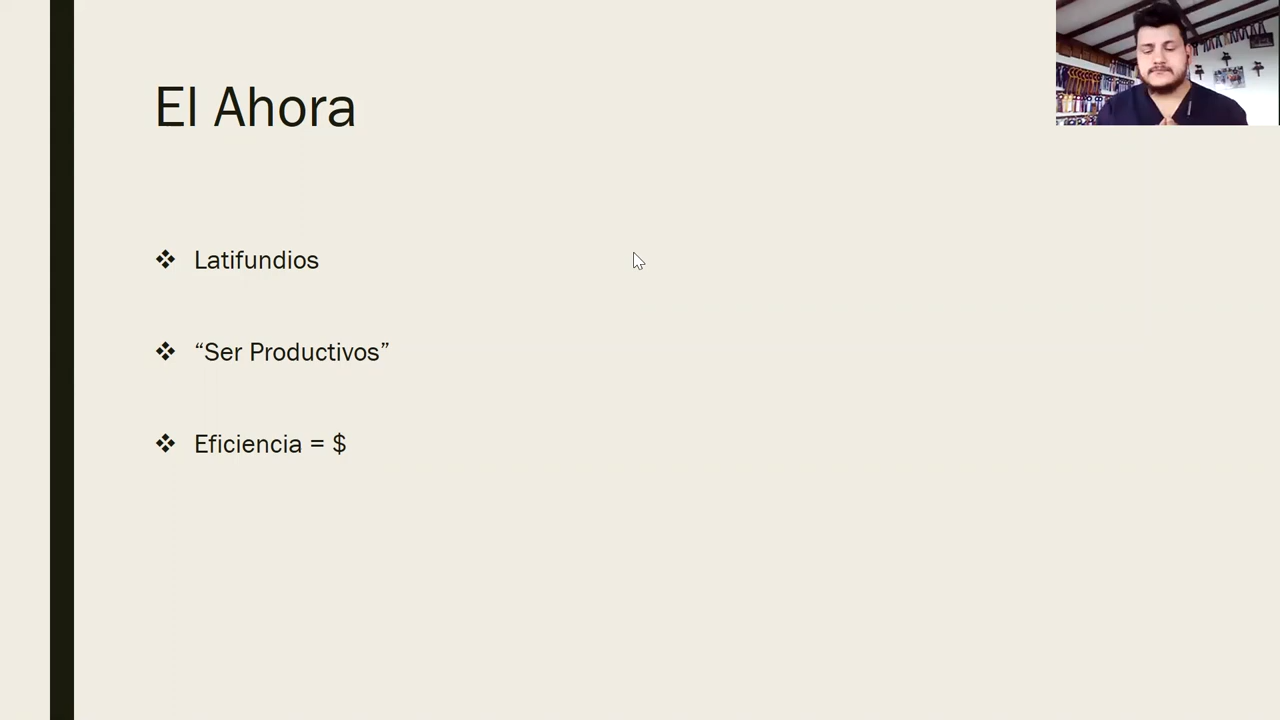 El Ahora
❖ Latifundios
❖ “Ser Productivos”
❖ Eficiencia = $